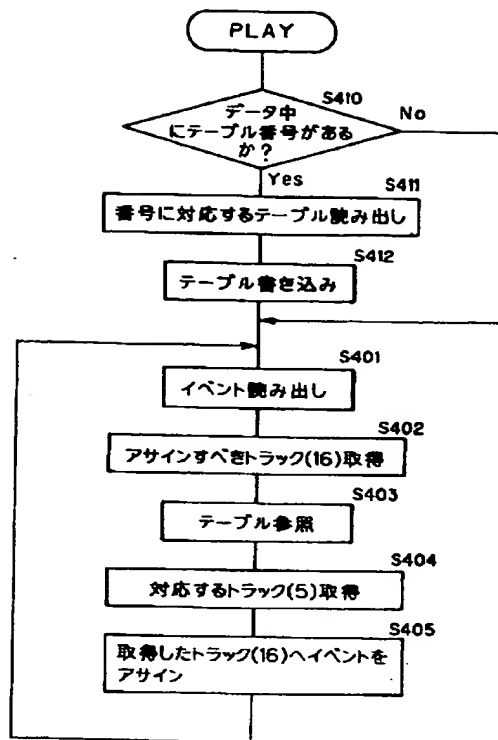 PLAY
S410
データ中
にテーブル番号がある
か?
No
Yes
S411
番号に対応するテーブル読み出し
S412
テーブル書き込み
S401
イベント読み出し
S402
アサインすべきトラック(16)取得
S403
テーブル参照
S404
対応するトラック(5)取得
S405
取得したトラック(16)へイベントを
アサイン